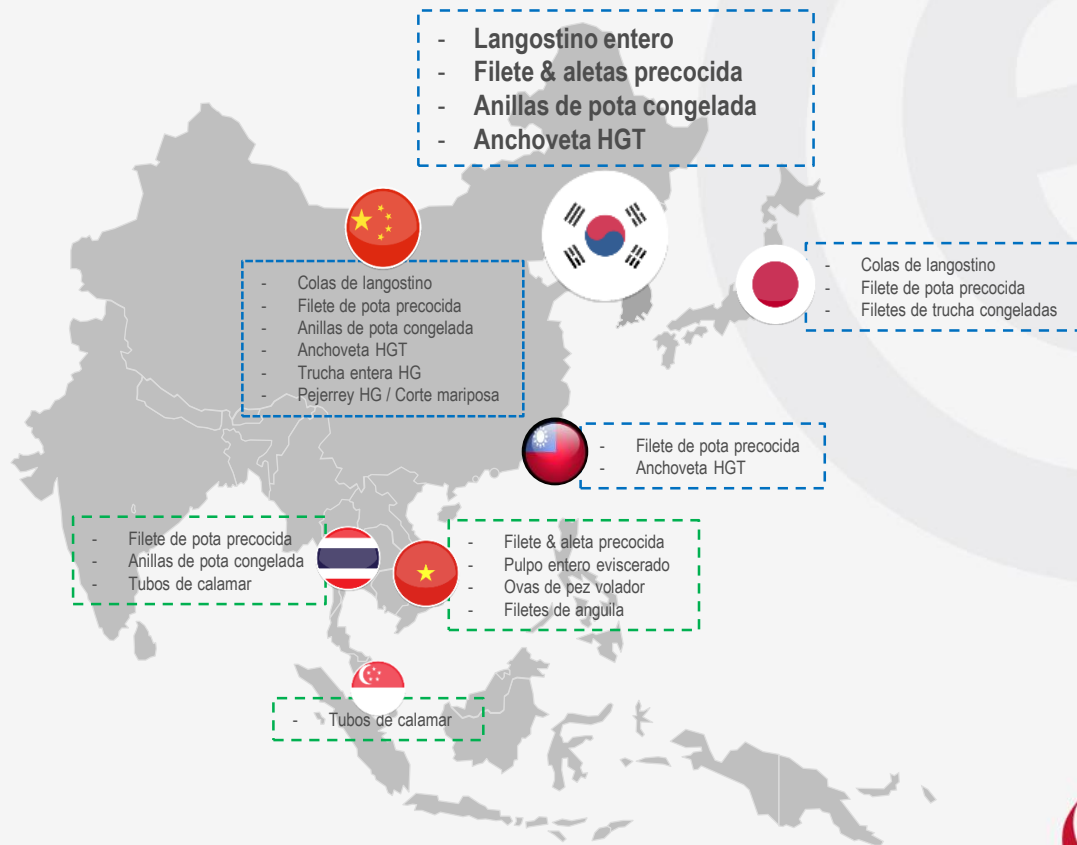 - Langostino entero
- Filete & aletas precocida
- Anillas de pota congelada
- Anchoveta HGT
- Colas de langostino
- Filete de pota precocida
- Anillas de pota congelada
- Anchoveta HGT
- Trucha entera HG
- Pejerrey HG / Corte mariposa
- Colas de langostino
- Filete de pota precocida
- Filetes de trucha congeladas
- Filete de pota precocida
- Anchoveta HGT
- Filete de pota precocida
- Anillas de pota congelada
- Tubos de calamar
- Filete & aleta precocida
- Pulpo entero eviscerado
- Ovas de pez volador
- Filetes de anguila
- Tubos de calamar